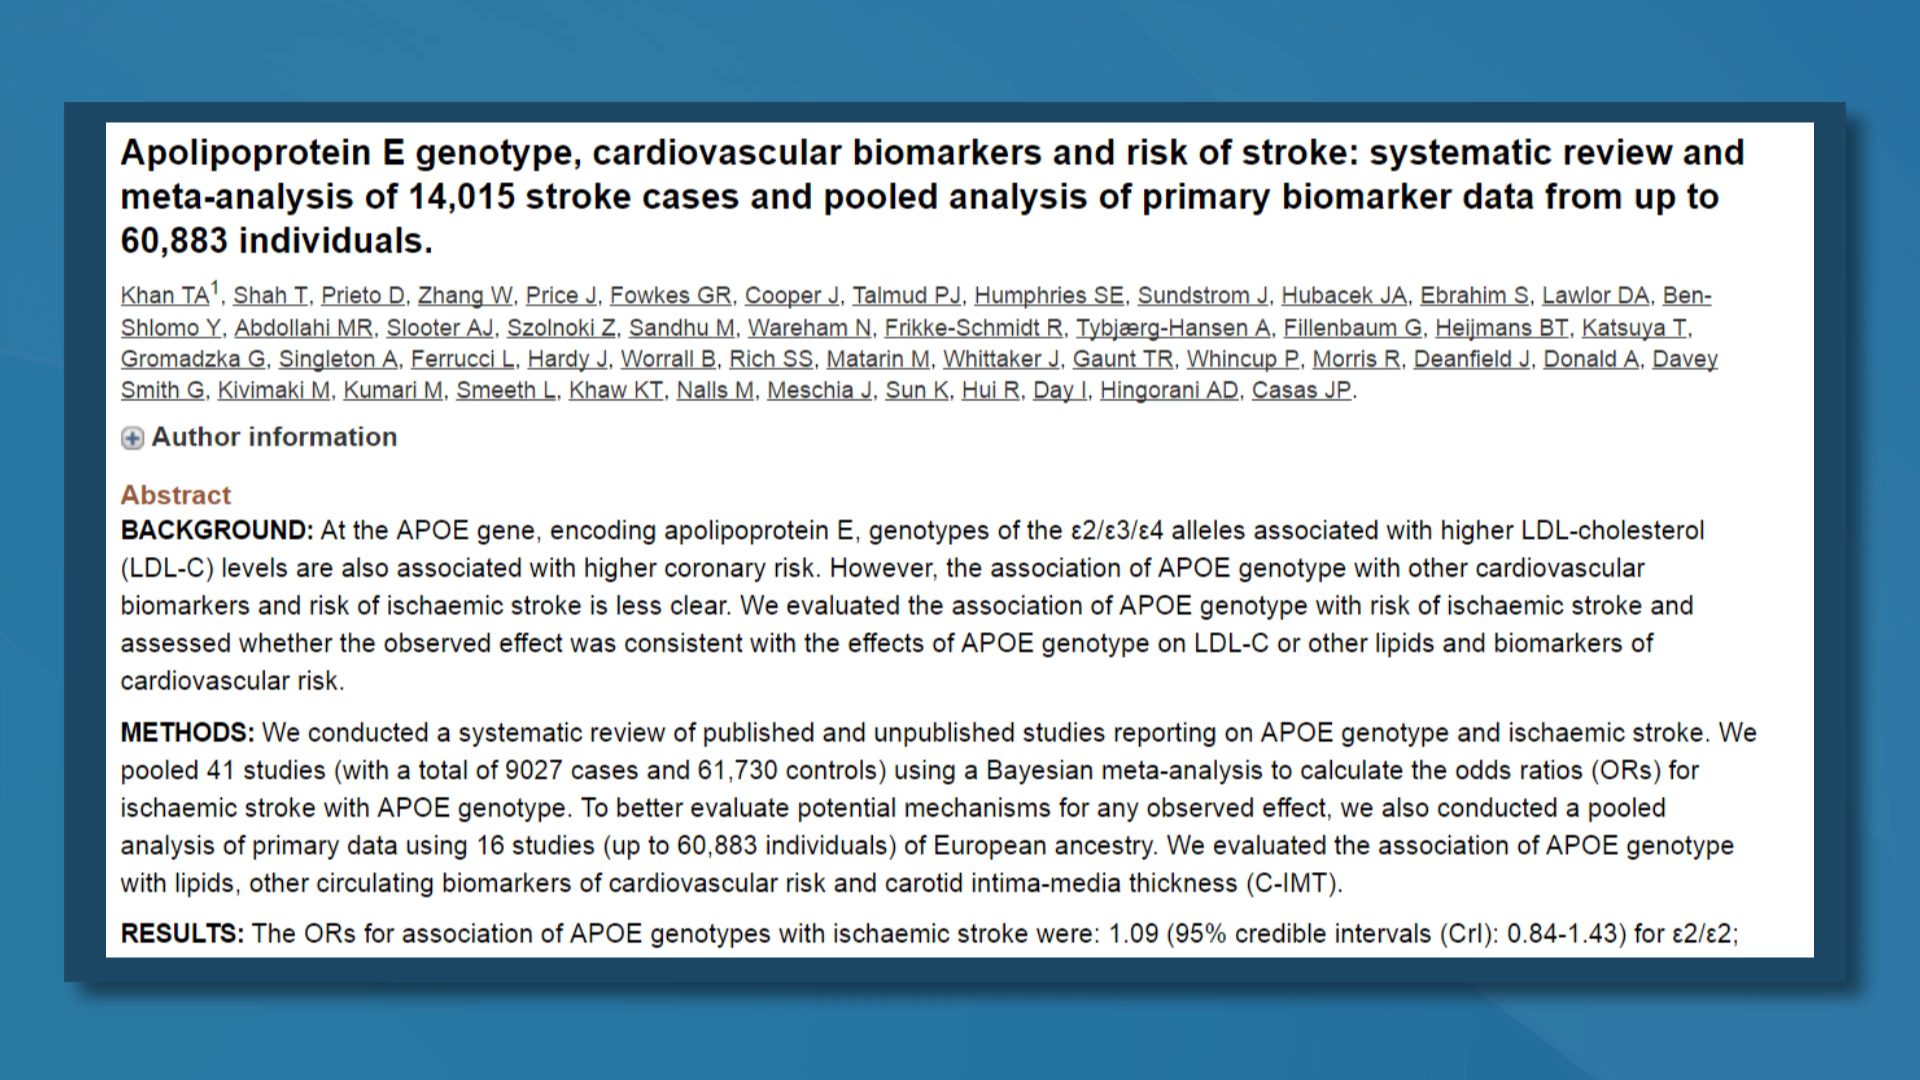 Apolipoprotein E genotype, cardiovascular biomarkers and risk of stroke: systematic review and
meta-analysis of 14,015 stroke cases and pooled analysis of primary biomarker data from up to
60,883 individuals.
Khan TA1, Shah T, Prieto D, Zhang W, Price J, Fowkes GR, Cooper J, Talmud PJ, Humphries SE, Sundstrom J, Hubacek JA, Ebrahim S, Lawlor DA, Ben-
Shlomo Y, Abdollahi MR, Slooter AJ, Szolnoki Z, Sandhu M, Wareham N, Frikke-Schmidt R, Tybjærg-Hansen A, Fillenbaum G, Heijmans BT, Katsuya T,
Gromadzka G, Singleton A, Ferrucci L, Hardy J, Worrall B, Rich SS, Matarin M, Whittaker J, Gaunt TR, Whincup P, Morris R, Deanfield J, Donald A, Davey
Smith G, Kivimaki M, Kumari M, Smeeth L, Khaw KT, Nalls M, Meschia J, Sun K, Hui R, Day I, Hingorani AD, Casas JP.
Author information
Abstract
BACKGROUND: At the APOE gene, encoding apolipoprotein E, genotypes of the ε2/ε3/ε4 alleles associated with higher LDL-cholesterol
(LDL-C) levels are also associated with higher coronary risk. However, the association of APOE genotype with other cardiovascular
biomarkers and risk of ischaemic stroke is less clear. We evaluated the association of APOE genotype with risk of ischaemic stroke and
assessed whether the observed effect was consistent with the effects of APOE genotype on LDL-C or other lipids and biomarkers of
cardiovascular risk.
METHODS: We conducted a systematic review of published and unpublished studies reporting on APOE genotype and ischaemic stroke. We
pooled 41 studies (with a total of 9027 cases and 61,730 controls) using a Bayesian meta-analysis to calculate the odds ratios (ORs) for
ischaemic stroke with APOE genotype. To better evaluate potential mechanisms for any observed effect, we also conducted a pooled
analysis of primary data using 16 studies (up to 60,883 individuals) of European ancestry. We evaluated the association of APOE genotype
with lipids, other circulating biomarkers of cardiovascular risk and carotid intima-media thickness (C-IMT).
RESULTS: The ORs for association of APOE genotypes with ischaemic stroke were: 1.09 (95% credible intervals (CrI): 0.84-1.43) for ε2/ε2;